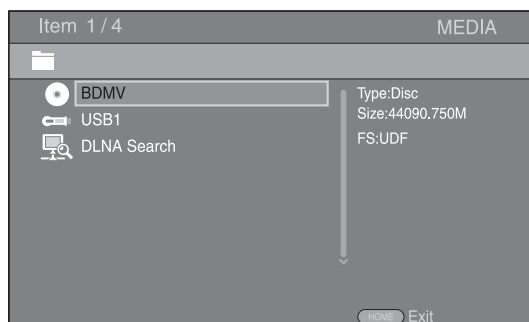 Item 1/4
MEDIA
BDMV
USB1
DLNA Search
Type:Disc
Size:44090.750M
FS:UDF
HOME Exit